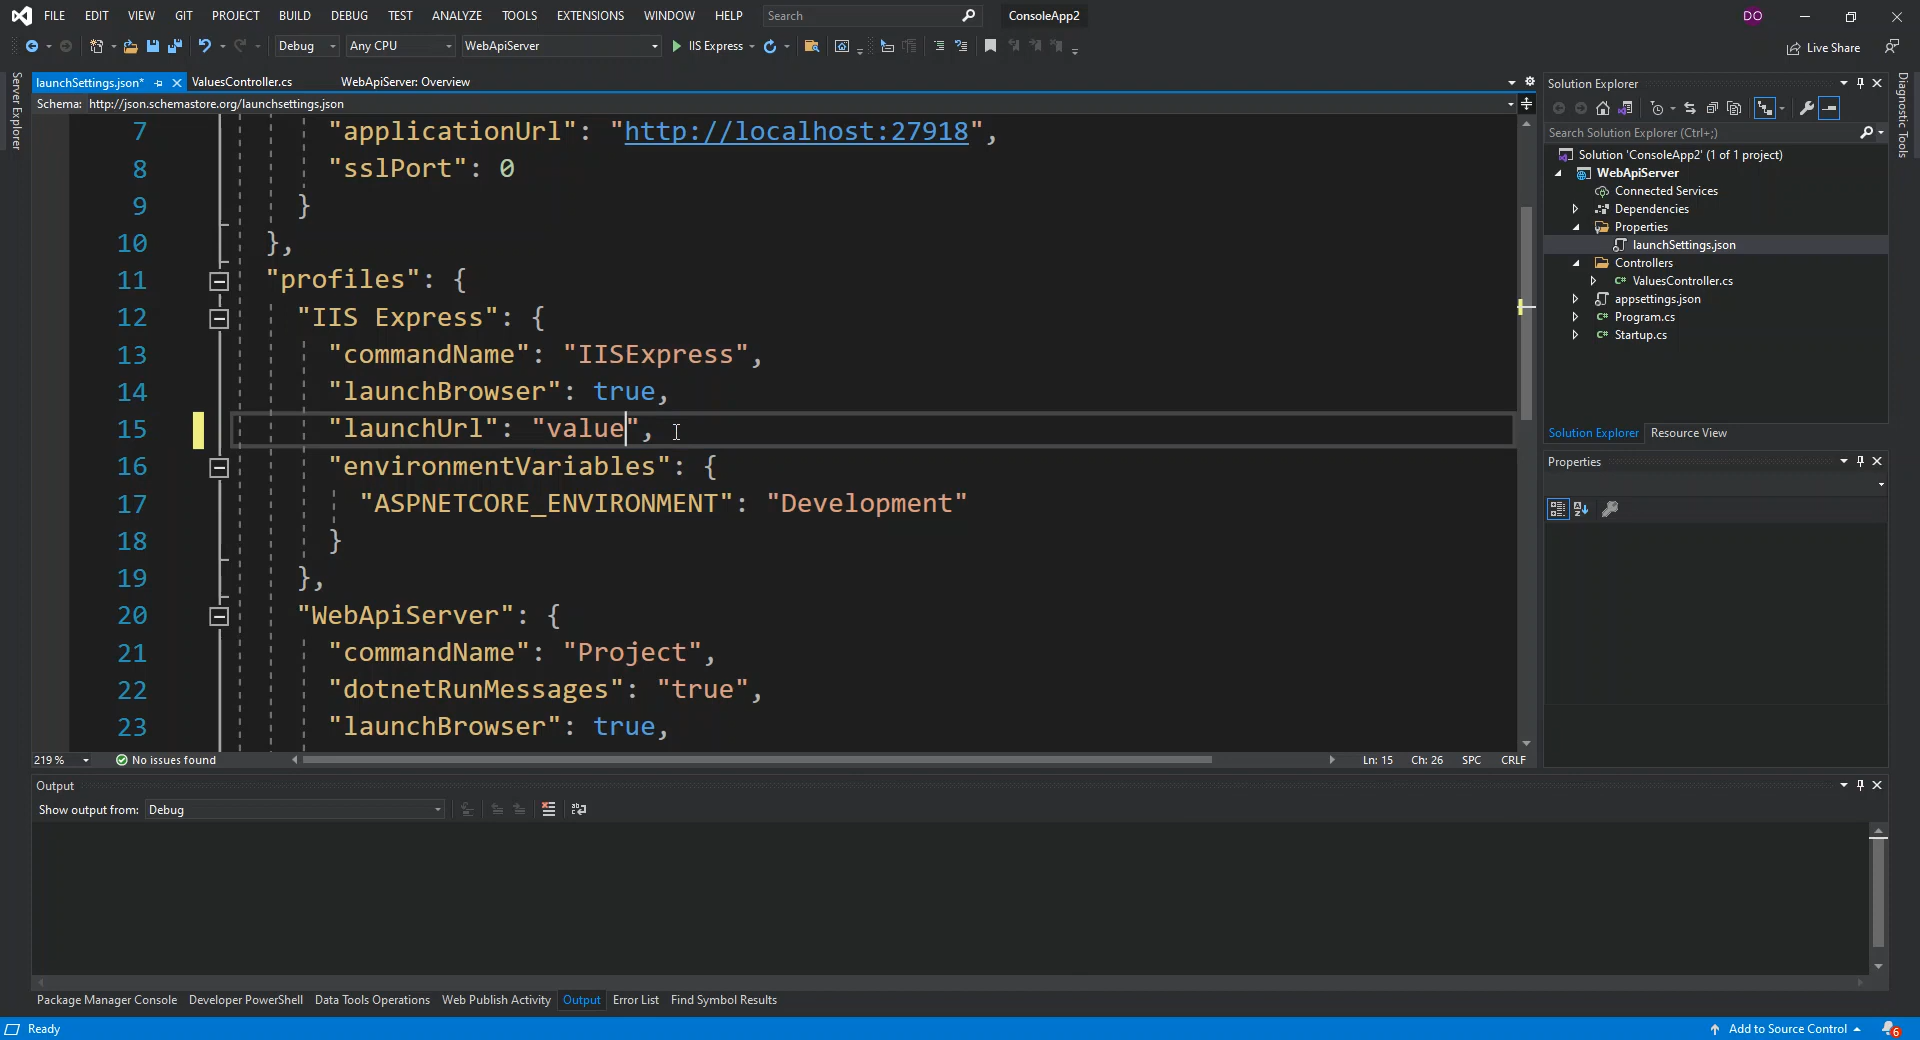 FILE EDIT VIEW GIT PROJECT BUILD DEBUG TEST ANALYZE TOOLS EXTENSIONS WINDOW HELP Search ConsoleApp2 DO
Debug Any CPU WebApiServer IIS Express Live Share
Server Explorer
launchSettings.json* ValuesController.cs WebApiServer: Overview
Schema: http://json.schemastore.org/launchsettings.json
7 "applicationUrl": "http://localhost:27918",
8 "sslPort": 0
9 }
10 },
11 "profiles": {
12 "IIS Express": {
13 "commandName": "IISExpress",
14 "launchBrowser": true,
15 "launchUrl": "value",
16 "environmentVariables": {
17 "ASPNETCORE_ENVIRONMENT": "Development"
18 }
19 },
20 "WebApiServer": {
21 "commandName": "Project",
22 "dotnetRunMessages": "true",
23 "launchBrowser": true,
219 % No issues found Ln: 15 Ch: 26 SPC CRLF
Solution Explorer
Search Solution Explorer (Ctrl+;)
Solution 'ConsoleApp2' (1 of 1 project)
WebApiServer
Connected Services
Dependencies
Properties
launchSettings.json
Controllers
C# ValuesController.cs
appsettings.json
C# Program.cs
C# Startup.cs
Solution Explorer Resource View
Properties
Diagnostic Tools
Output
Show output from: Debug
Package Manager Console Developer PowerShell Data Tools Operations Web Publish Activity Output Error List Find Symbol Results
Ready Add to Source Control 6